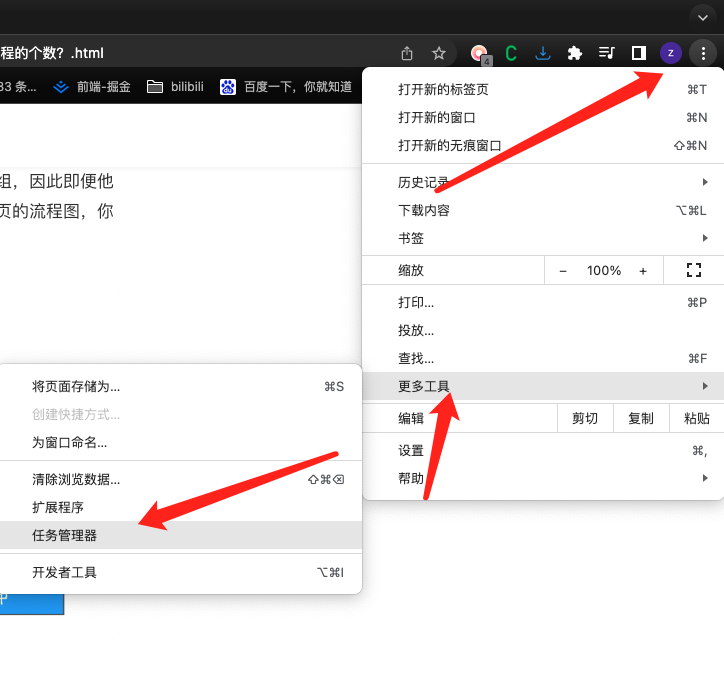 程的个数？.html
4
C
Z
33 条...
前端-掘金
bilibili
百度一下，你就知道
组，因此即便他
页的流程图，你
打开新的标签页 ⌘T
打开新的窗口 ⌘N
打开新的无痕窗口 ⇧⌘N
历史记录
下载内容 ⌥⌘L
书签
缩放 – 100% +
打印... ⌘P
投放...
查找... ⌘F
更多工具
编辑 剪切 复制 粘贴
设置 ⌘,
帮助
将页面存储为... ⌘S
创建快捷方式...
为窗口命名...
清除浏览数据... ⇧⌘⌫
扩展程序
任务管理器
开发者工具 ⌥⌘I